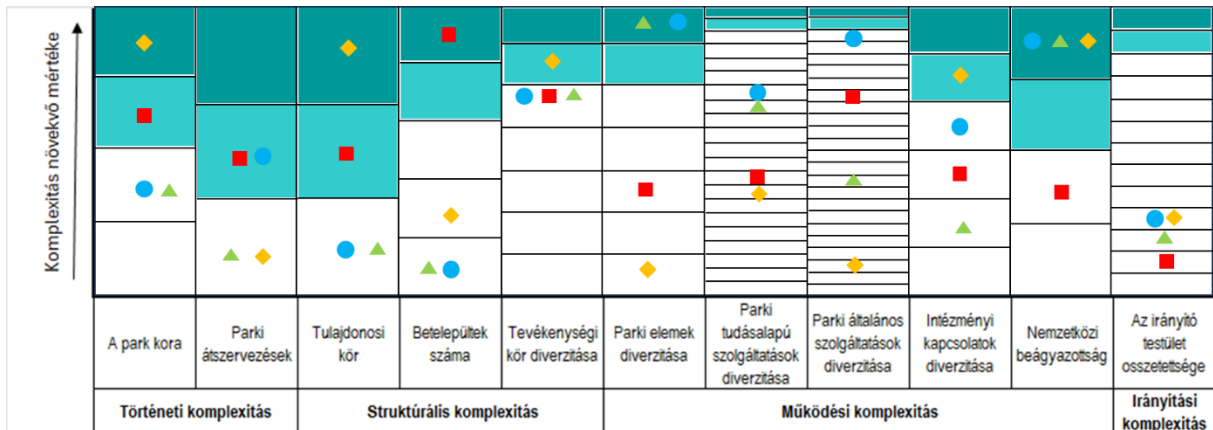 Komplexitás növekvő mértéke
A park kora
Parki
átszervezések
Tulajdonosi
kör
Betelepültek
száma
Tevékenységi
kör diverzitása
Parki elemek
diverzitása
Parki
tudásalapú
szolgáltatások
diverzitása
Parki általános
szolgáltatások
diverzitása
Intézményi
kapcsolatok
diverzitása
Nemzetközi
beágyazottság
Az irányító
testület
osszetettsége
Történeti komplexitás
Struktúrális komplexitás
Működési komplexitás
Irányítási
komplexitás